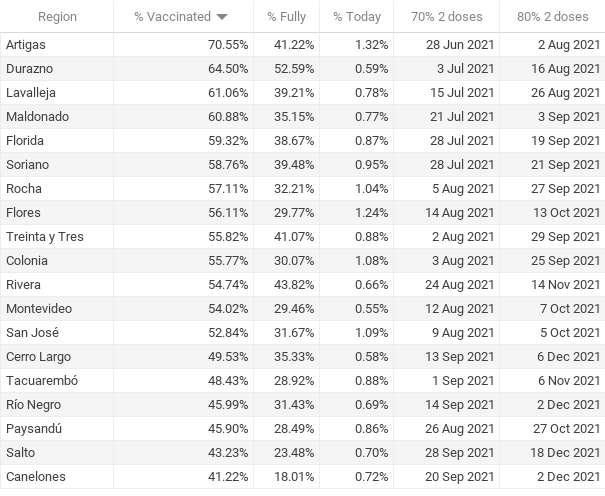 Region % Vaccinated % Fully % Today 70% 2 doses 80% 2 doses
Artigas 70.55% 41.22% 1.32% 28 Jun 2021 2 Aug 2021
Durazno 64.50% 52.59% 0.59% 3 Jul 2021 16 Aug 2021
Lavalleja 61.06% 39.21% 0.78% 15 Jul 2021 26 Aug 2021
Maldonado 60.88% 35.15% 0.77% 21 Jul 2021 3 Sep 2021
Florida 59.32% 38.67% 0.87% 28 Jul 2021 19 Sep 2021
Soriano 58.76% 39.48% 0.95% 28 Jul 2021 21 Sep 2021
Rocha 57.11% 32.21% 1.04% 5 Aug 2021 27 Sep 2021
Flores 56.11% 29.77% 1.24% 14 Aug 2021 13 Oct 2021
Treinta y Tres 55.82% 41.07% 0.88% 2 Aug 2021 29 Sep 2021
Colonia 55.77% 30.07% 1.08% 3 Aug 2021 25 Sep 2021
Rivera 54.74% 43.82% 0.66% 24 Aug 2021 14 Nov 2021
Montevideo 54.02% 29.46% 0.55% 12 Aug 2021 7 Oct 2021
San José 52.84% 31.67% 1.09% 9 Aug 2021 5 Oct 2021
Cerro Largo 49.53% 35.33% 0.58% 13 Sep 2021 6 Dec 2021
Tacuarembó 48.43% 28.92% 0.88% 1 Sep 2021 6 Nov 2021
Río Negro 45.99% 31.43% 0.69% 14 Sep 2021 2 Dec 2021
Paysandú 45.90% 28.49% 0.86% 26 Aug 2021 27 Oct 2021
Salto 43.23% 23.48% 0.70% 28 Sep 2021 18 Dec 2021
Canelones 41.22% 18.01% 0.72% 20 Sep 2021 2 Dec 2021